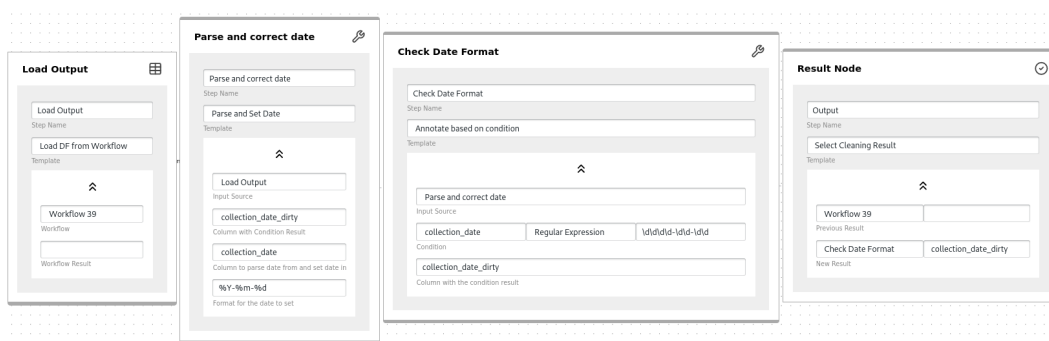 Load Output
Load Output
Step Name
Load DF from Workflow
Template
Workflow 39
Workflow
Workflow Result
Parse and correct date
Parse and correct date
Step Name
Parse and Set Date
Template
Load Output
Input Source
collection_date_dirty
Column with Condition Result
collection_date
Column to parse date from and set date in
%Y-%m-%d
Format for the date to set
Check Date Format
Check Date Format
Step Name
Annotate based on condition
Template
Parse and correct date
Input Source
collection_date Regular Expression \d\d\d\d-\d\d-\d\d
Condition
collection_date_dirty
Column with the condition result
Result Node
Output
Step Name
Select Cleaning Result
Template
Workflow 39
Previous Result
Check Date Format collection_date_dirty
New Result